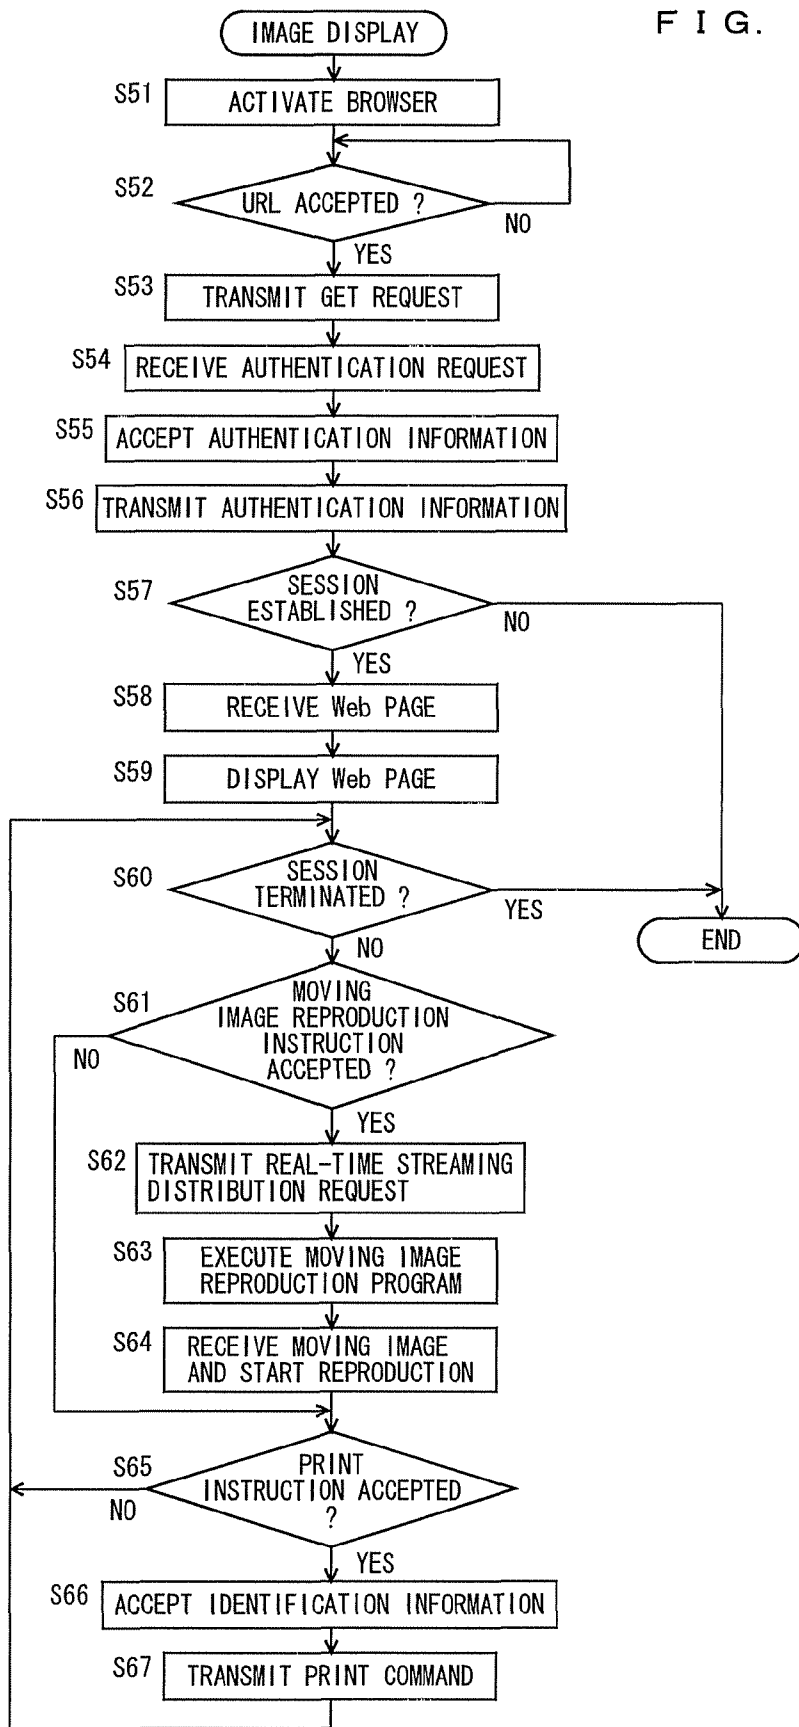 F I G.
IMAGE DISPLAY
S51
ACTIVATE BROWSER
S52
URL ACCEPTED ?
NO
YES
S53
TRANSMIT GET REQUEST
S54
RECEIVE AUTHENTICATION REQUEST
S55
ACCEPT AUTHENTICATION INFORMATION
S56
TRANSMIT AUTHENTICATION INFORMATION
S57
SESSION
ESTABLISHED ?
NO
YES
S58
RECEIVE Web PAGE
S59
DISPLAY Web PAGE
S60
SESSION
TERMINATED ?
YES
NO
END
S61
MOVING
IMAGE REPRODUCTION
INSTRUCTION
ACCEPTED ?
NO
YES
S62
TRANSMIT REAL-TIME STREAMING
DISTRIBUTION REQUEST
S63
EXECUTE MOVING IMAGE
REPRODUCTION PROGRAM
S64
RECEIVE MOVING IMAGE
AND START REPRODUCTION
S65
PRINT
INSTRUCTION ACCEPTED
?
NO
YES
S66
ACCEPT IDENTIFICATION INFORMATION
S67
TRANSMIT PRINT COMMAND